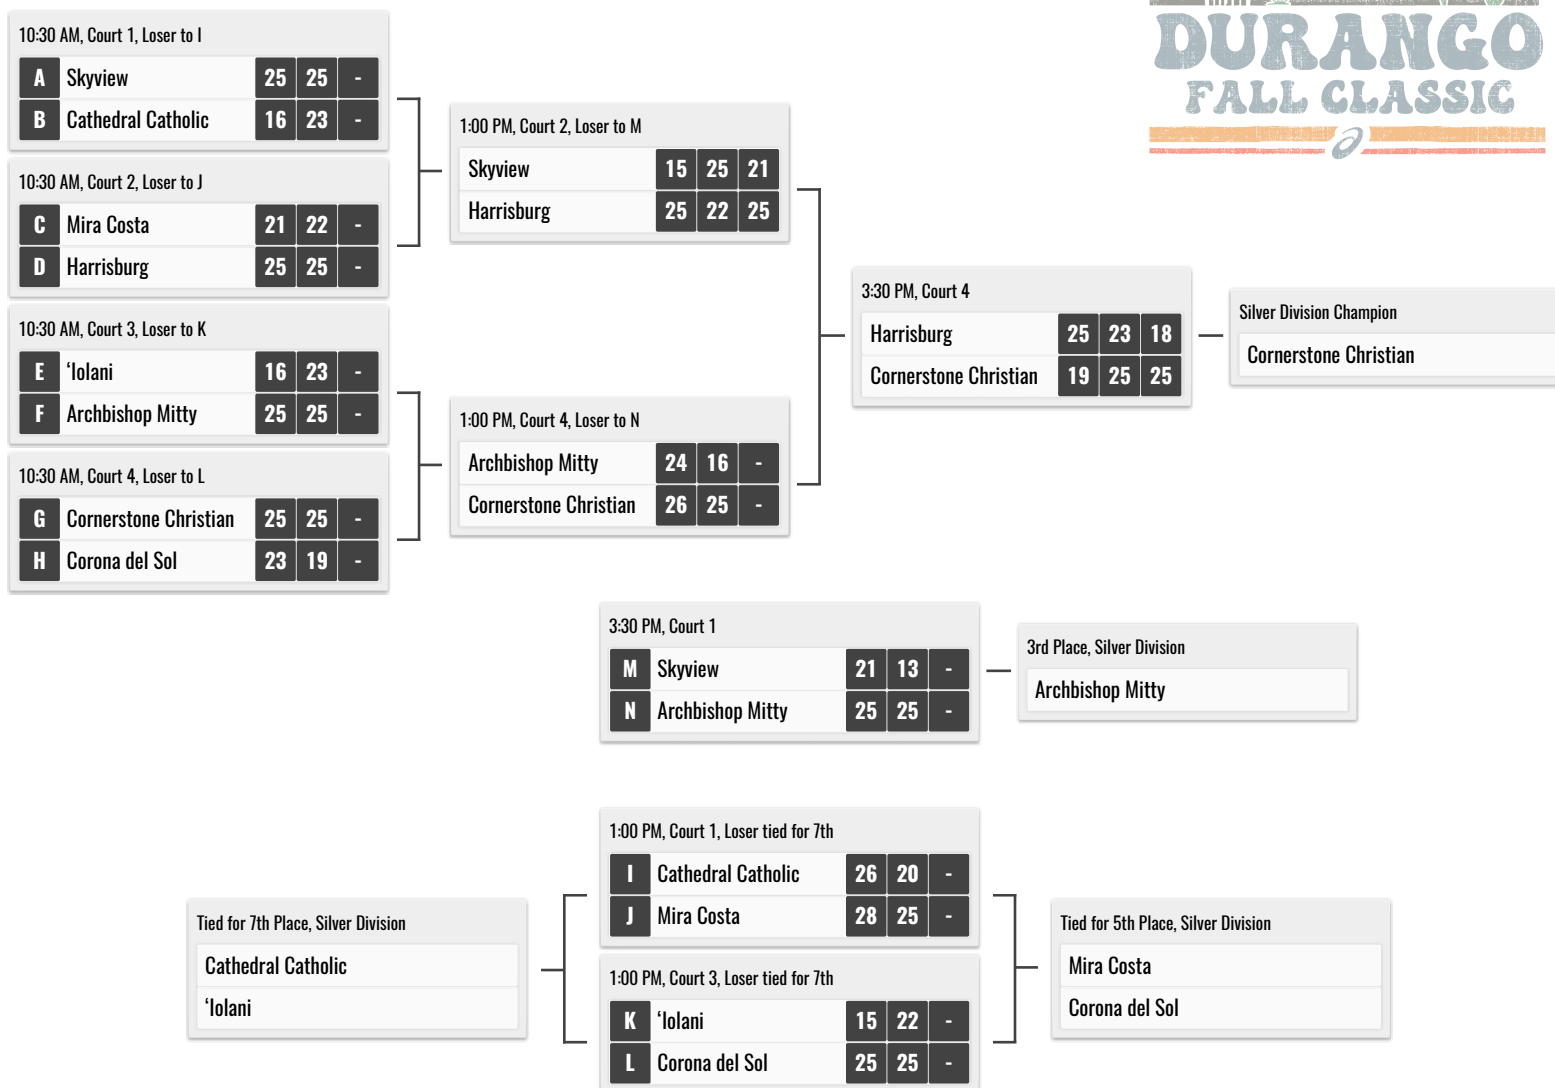 DURANGO
FALL CLASSIC
10:30 AM, Court 1, Loser to I
A Skyview 25 25 -
B Cathedral Catholic 16 23 -
10:30 AM, Court 2, Loser to J
C Mira Costa 21 22 -
D Harrisburg 25 25 -
10:30 AM, Court 3, Loser to K
E ‘Iolani 16 23 -
F Archbishop Mitty 25 25 -
10:30 AM, Court 4, Loser to L
G Cornerstone Christian 25 25 -
H Corona del Sol 23 19 -
1:00 PM, Court 2, Loser to M
Skyview 15 25 21
Harrisburg 25 22 25
1:00 PM, Court 4, Loser to N
Archbishop Mitty 24 16 -
Cornerstone Christian 26 25 -
3:30 PM, Court 4
Harrisburg 25 23 18
Cornerstone Christian 19 25 25
Silver Division Champion
Cornerstone Christian
3:30 PM, Court 1
M Skyview 21 13 -
N Archbishop Mitty 25 25 -
3rd Place, Silver Division
Archbishop Mitty
1:00 PM, Court 1, Loser tied for 7th
I Cathedral Catholic 26 20 -
J Mira Costa 28 25 -
1:00 PM, Court 3, Loser tied for 7th
K ‘Iolani 15 22 -
L Corona del Sol 25 25 -
Tied for 7th Place, Silver Division
Cathedral Catholic
‘Iolani
Tied for 5th Place, Silver Division
Mira Costa
Corona del Sol